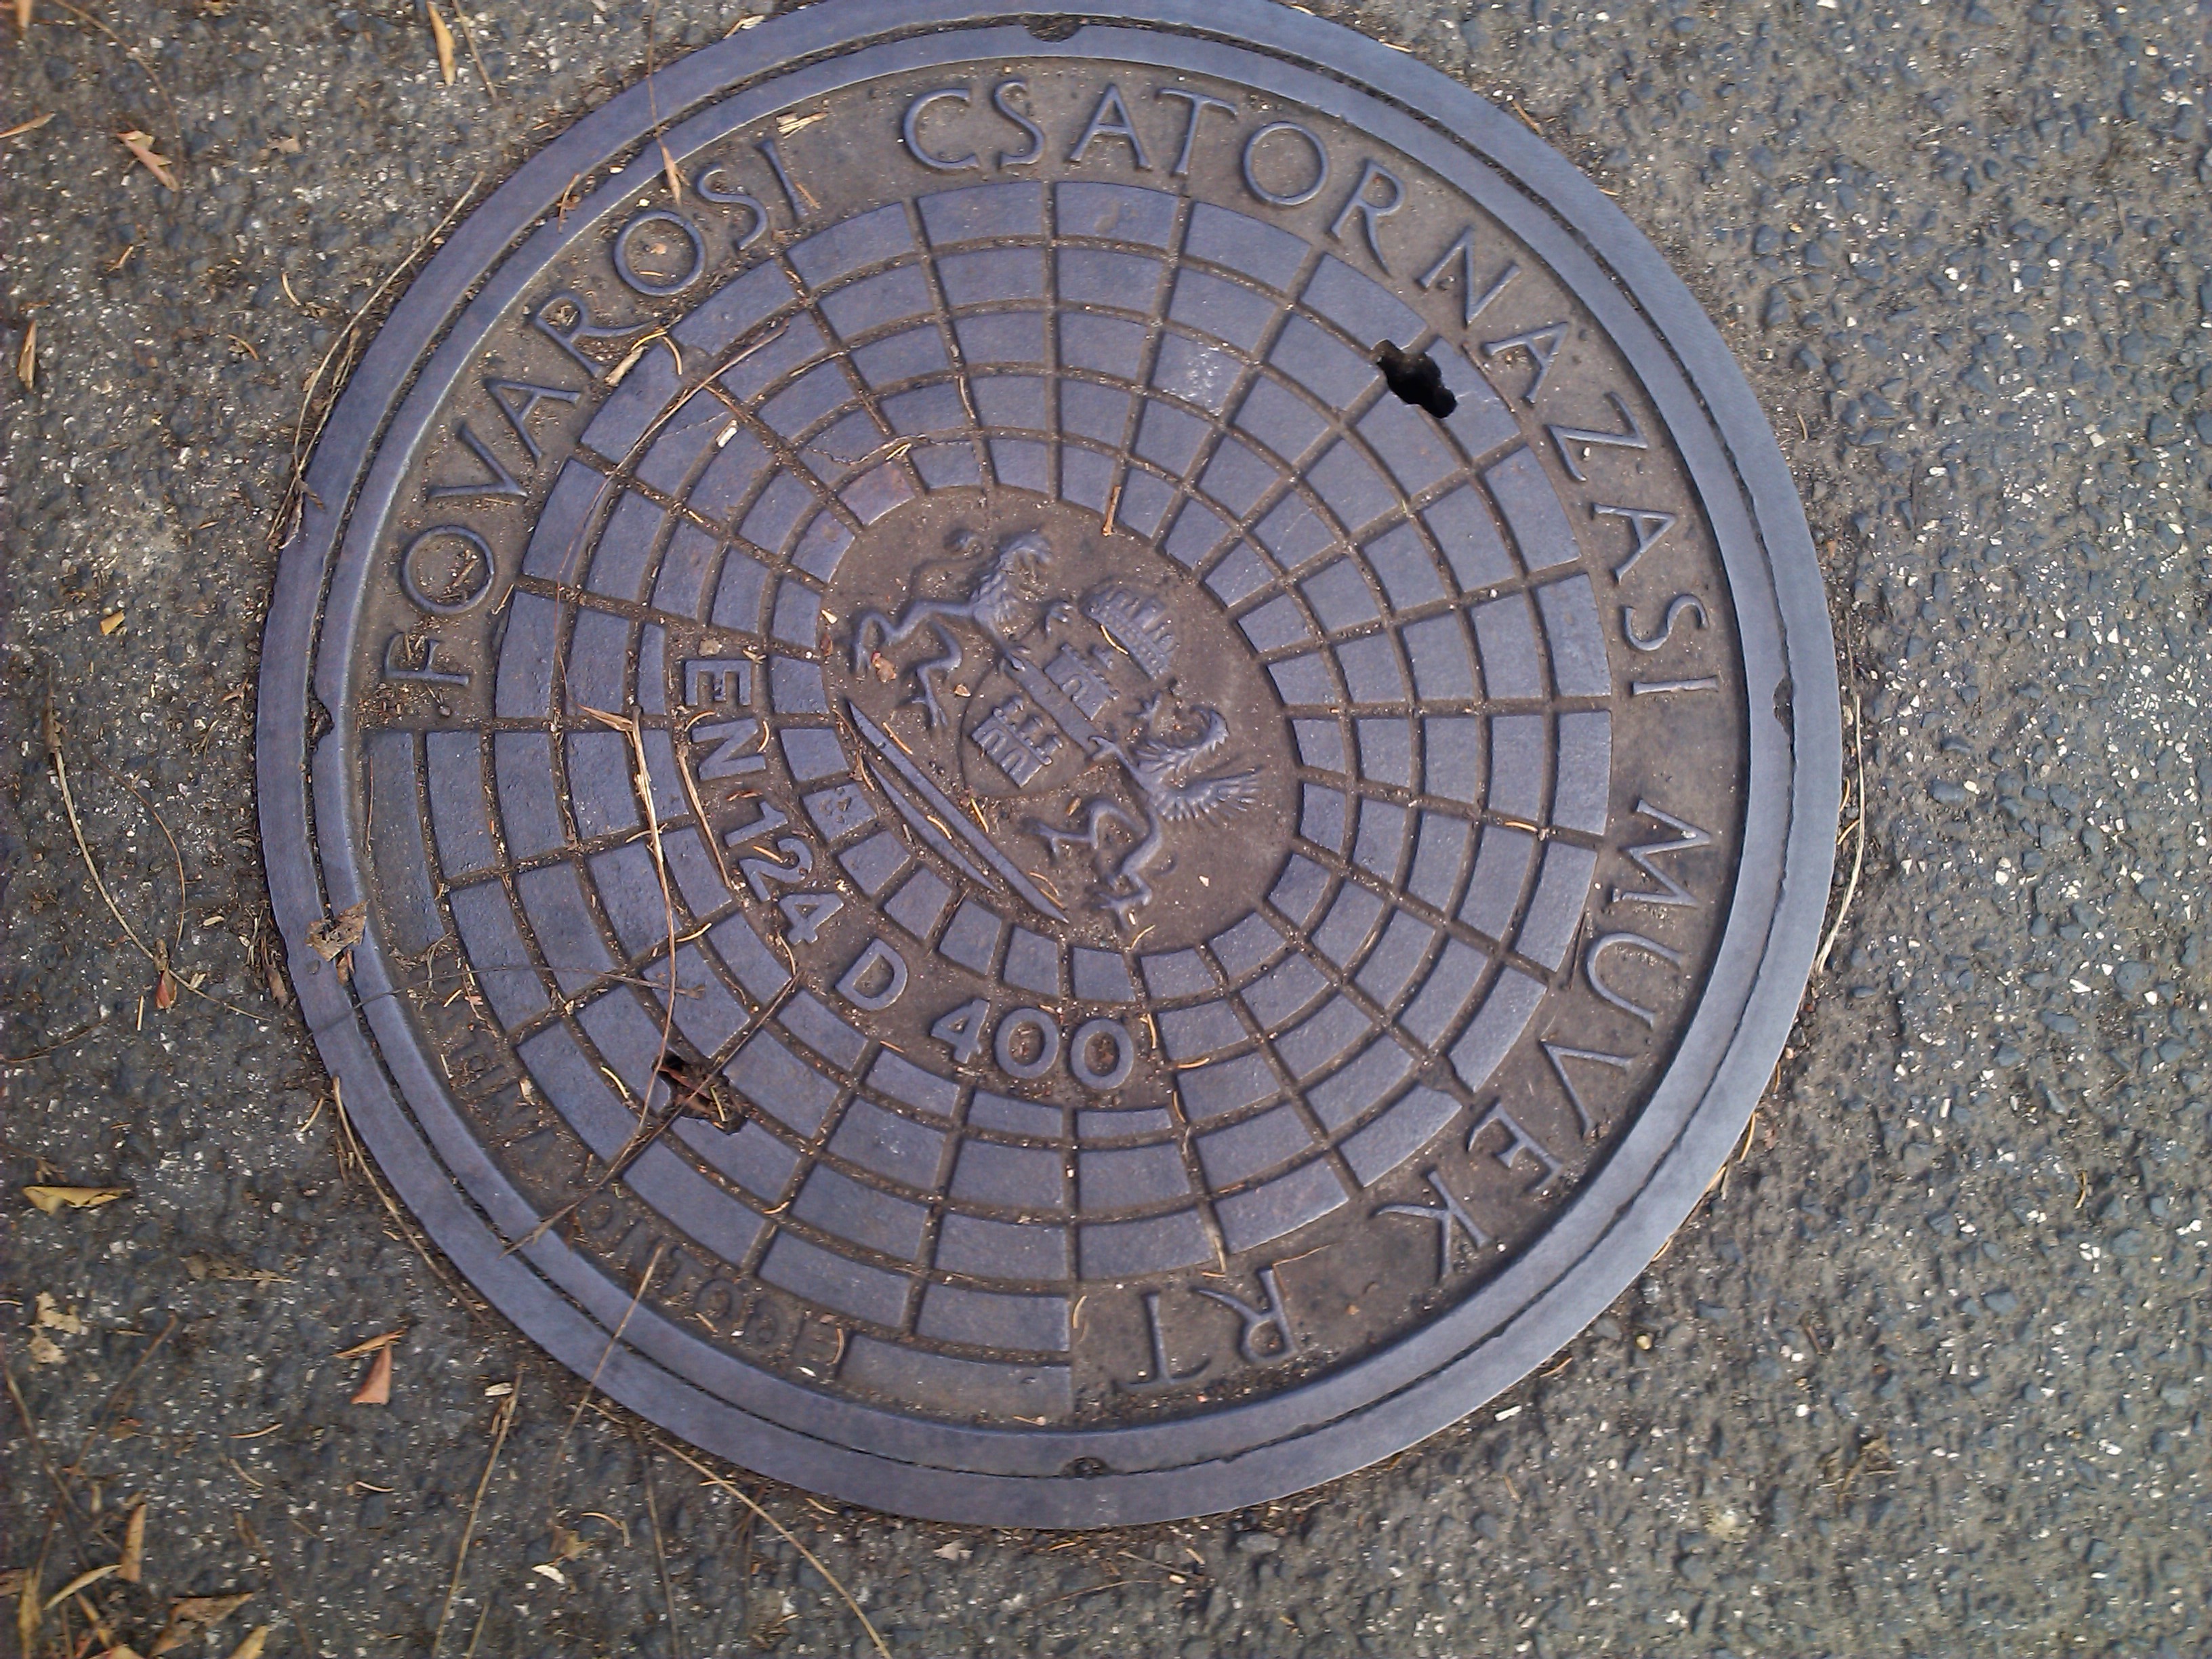 FOVAROSI CSATORNAZASI MUVEK RT
EN 124 D 400